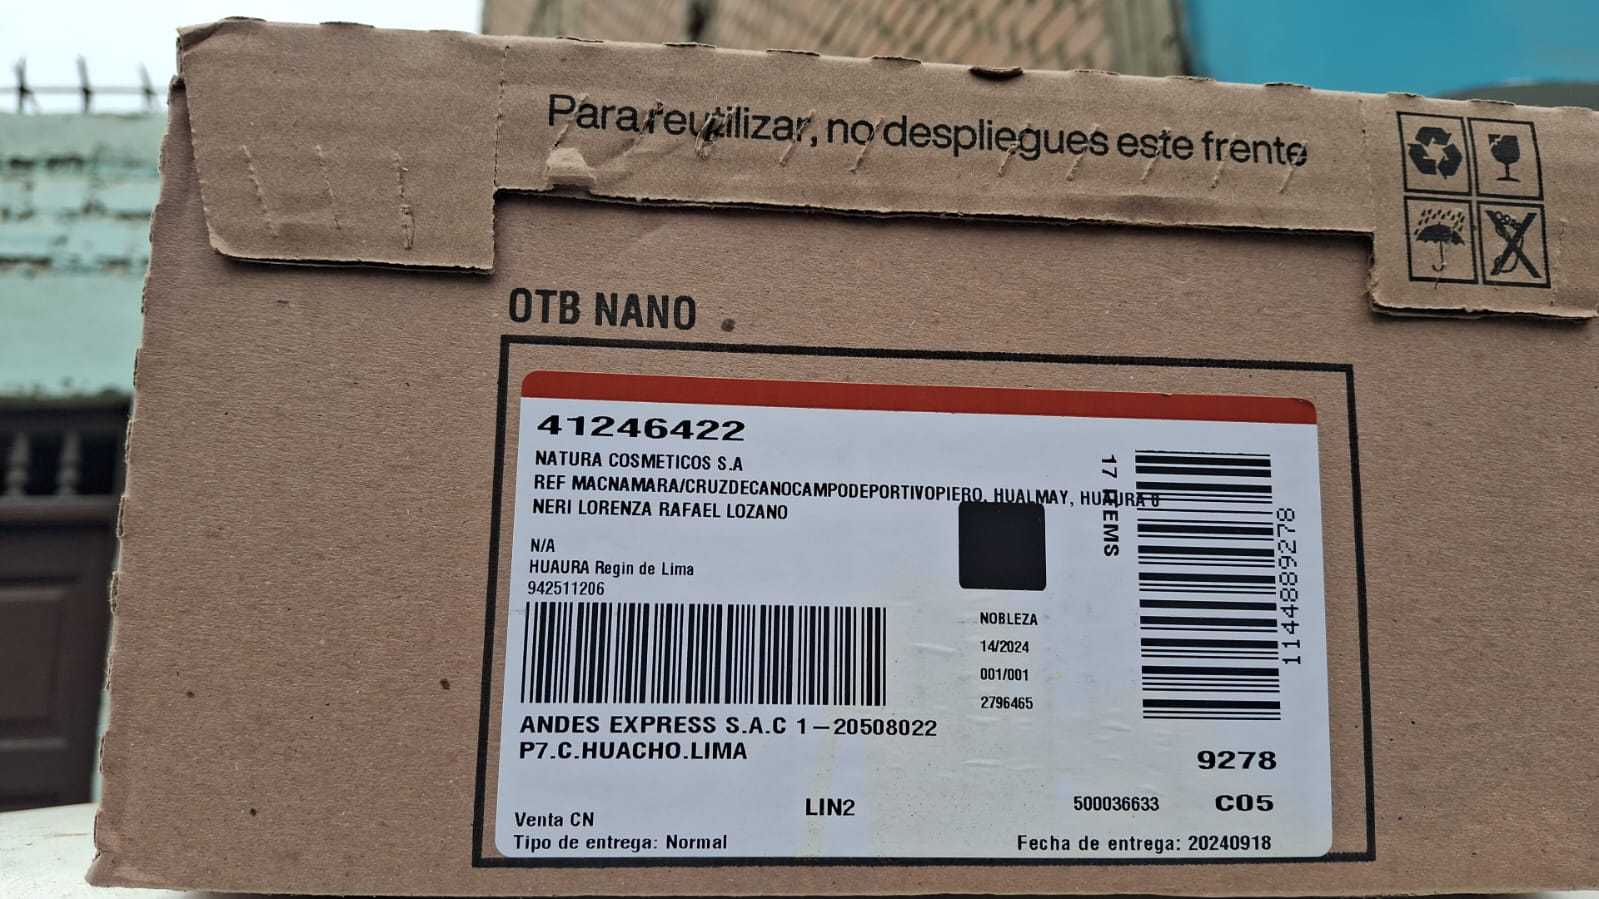 Para reutilizar, no despliegues este frente
OTB NANO
41246422
NATURA COSMETICOS S.A
REF MACNAMARA/CRUZDECANOCAMPODEPORTIVOPIERO, HUALMAY, HUAURA 8
NERI LORENZA RAFAEL LOZANO
N/A
HUAURA Regin de Lima
942511206
17 ITEMS
1144889278
NOBLEZA
14/2024
001/001
2796465
ANDES EXPRESS S.A.C 1-20508022
P7.C.HUACHO.LIMA
9278
LIN2
500036633
C05
Venta CN
Tipo de entrega: Normal
Fecha de entrega: 20240918